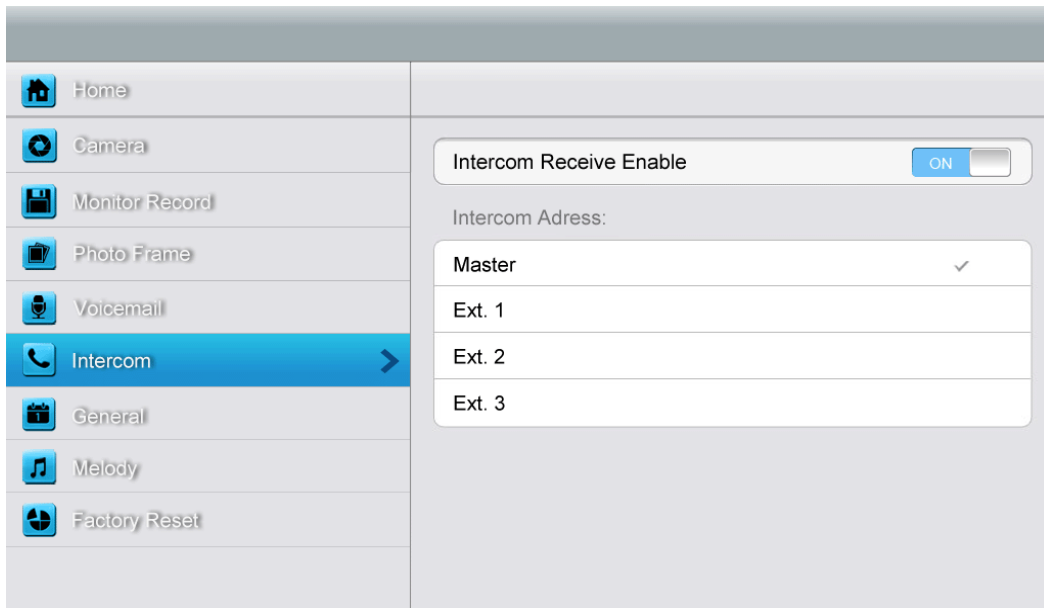 Home
Camera
Monitor Record
Photo Frame
Voicemail
Intercom
General
1
Melody
Factory Reset
Intercom Receive Enable
ON
Intercom Adress:
Master
Ext. 1
Ext. 2
Ext. 3